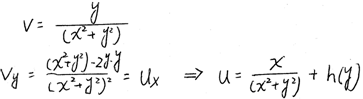 v = y / (x² + y²)
v_y = ((x² + y²) - 2y·y) / (x² + y²)² = u_x ⇒ u = x / (x² + y²) + h(y)